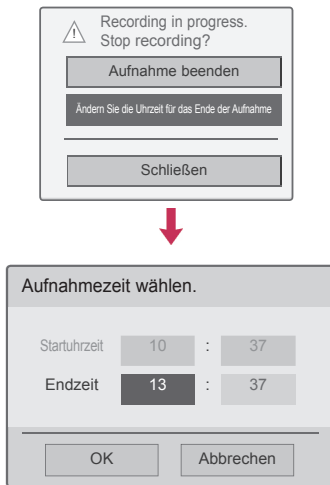 Recording in progress.
Stop recording?
Aufnahme beenden
Ändern Sie die Uhrzeit für das Ende der Aufnahme
Schließen
Aufnahmezeit wählen.
Startuhrzeit 10 : 37
Endzeit 13 : 37
OK Abbrechen